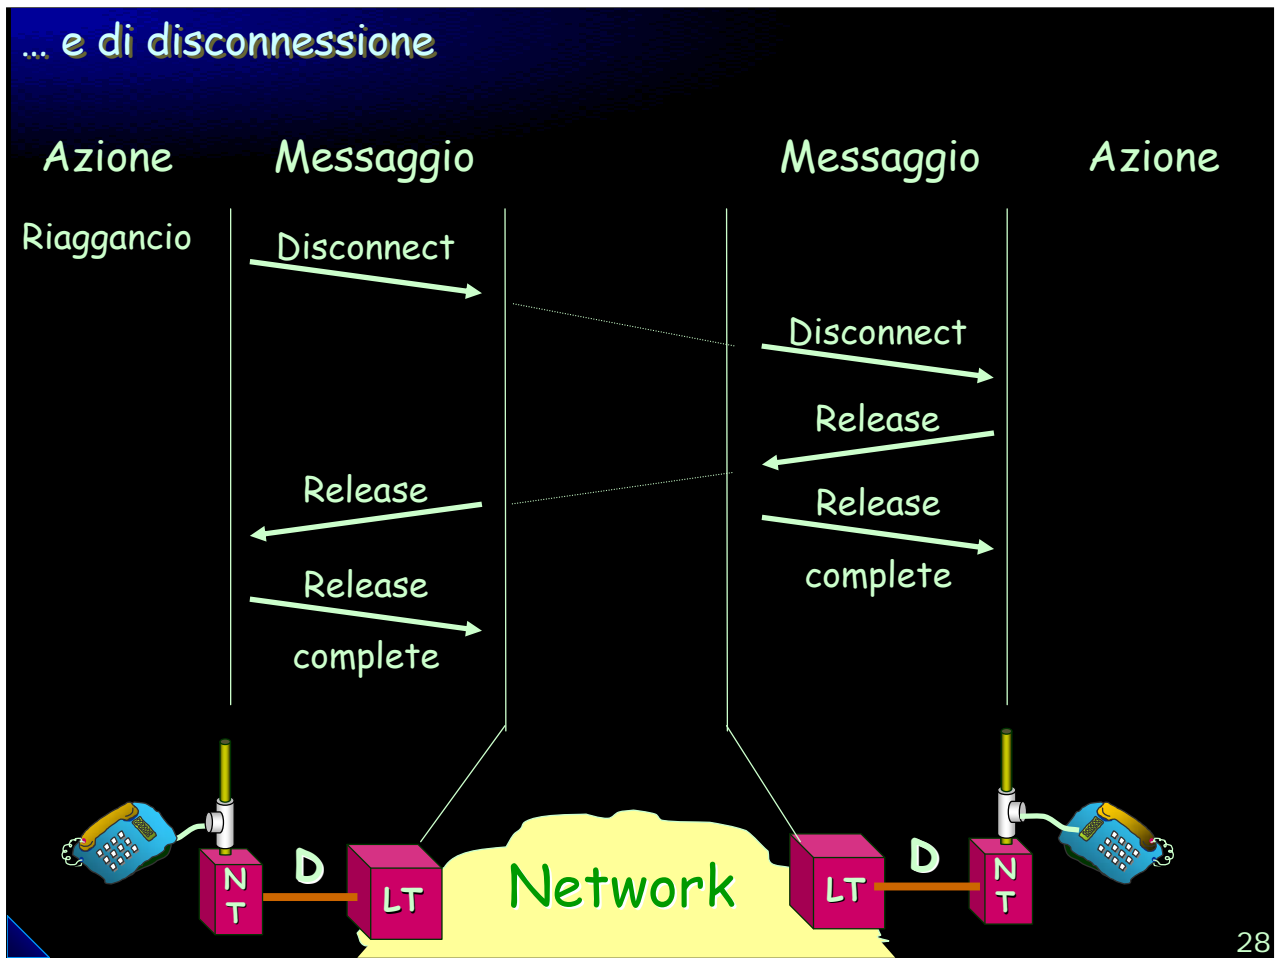 ... e di disconnessione
Azione Messaggio Messaggio Azione
Riaggancio
Disconnect
Disconnect
Release
Release
Release
complete
Release
complete
D
D
N
T
LT
Network
LT
N
T
28